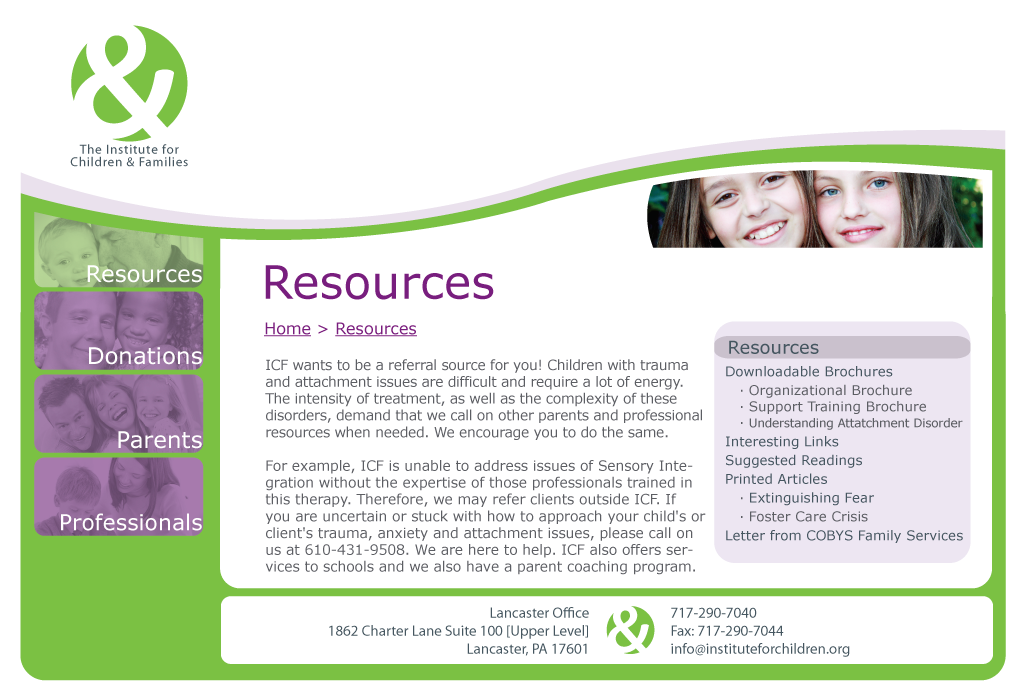 &
The Institute for
Children & Families
Resources
Donations
Parents
Professionals
Resources
Home > Resources
ICF wants to be a referral source for you! Children with trauma
and attachment issues are difficult and require a lot of energy.
The intensity of treatment, as well as the complexity of these
disorders, demand that we call on other parents and professional
resources when needed. We encourage you to do the same.
For example, ICF is unable to address issues of Sensory Inte-
gration without the expertise of those professionals trained in
this therapy. Therefore, we may refer clients outside ICF. If
you are uncertain or stuck with how to approach your child's or
client's trauma, anxiety and attachment issues, please call on
us at 610-431-9508. We are here to help. ICF also offers ser-
vices to schools and we also have a parent coaching program.
Resources
Downloadable Brochures
· Organizational Brochure
· Support Training Brochure
· Understanding Attatchment Disorder
Interesting Links
Suggested Readings
Printed Articles
· Extinguishing Fear
· Foster Care Crisis
Letter from COBYS Family Services
Lancaster Office
1862 Charter Lane Suite 100 [Upper Level]
Lancaster, PA 17601
&
717-290-7040
Fax: 717-290-7044
info@instituteforchildren.org